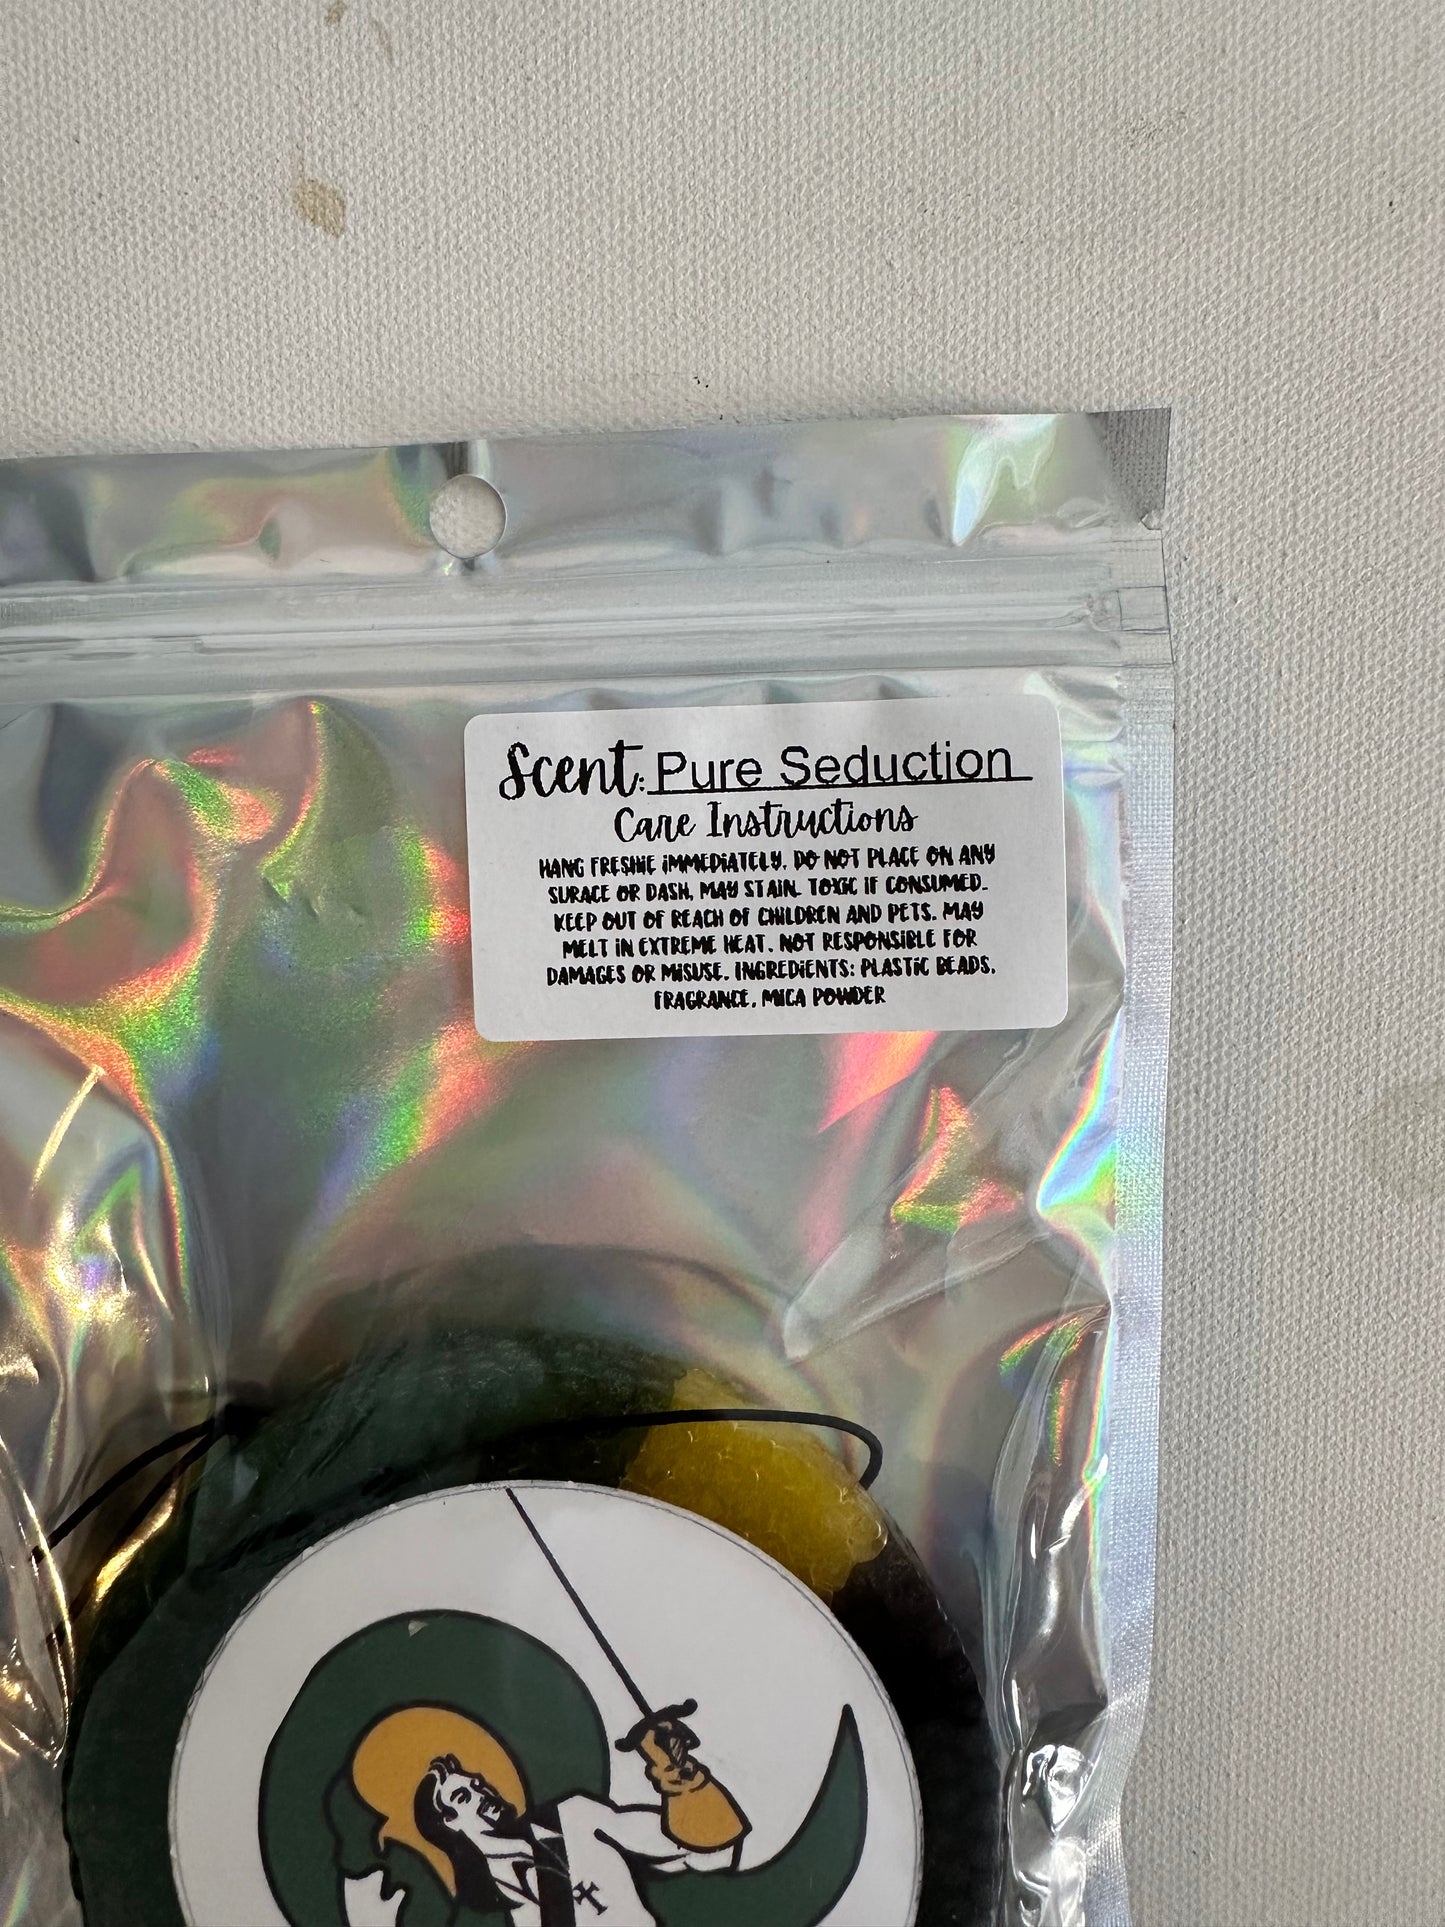 Scent: Pure Seduction
Care Instructions
HANG FRESHIE IMMEDIATELY. DO NOT PLACE ON ANY
SURACE OR DASH, MAY STAIN. TOXIC IF CONSUMED.
KEEP OUT OF REACH OF CHILDREN AND PETS. MAY
MELT IN EXTREME HEAT. NOT RESPONSIBLE FOR
DAMAGES OR MISUSE. INGREDIENTS: PLASTIC BEADS,
FRAGRANCE, MICA POWDER